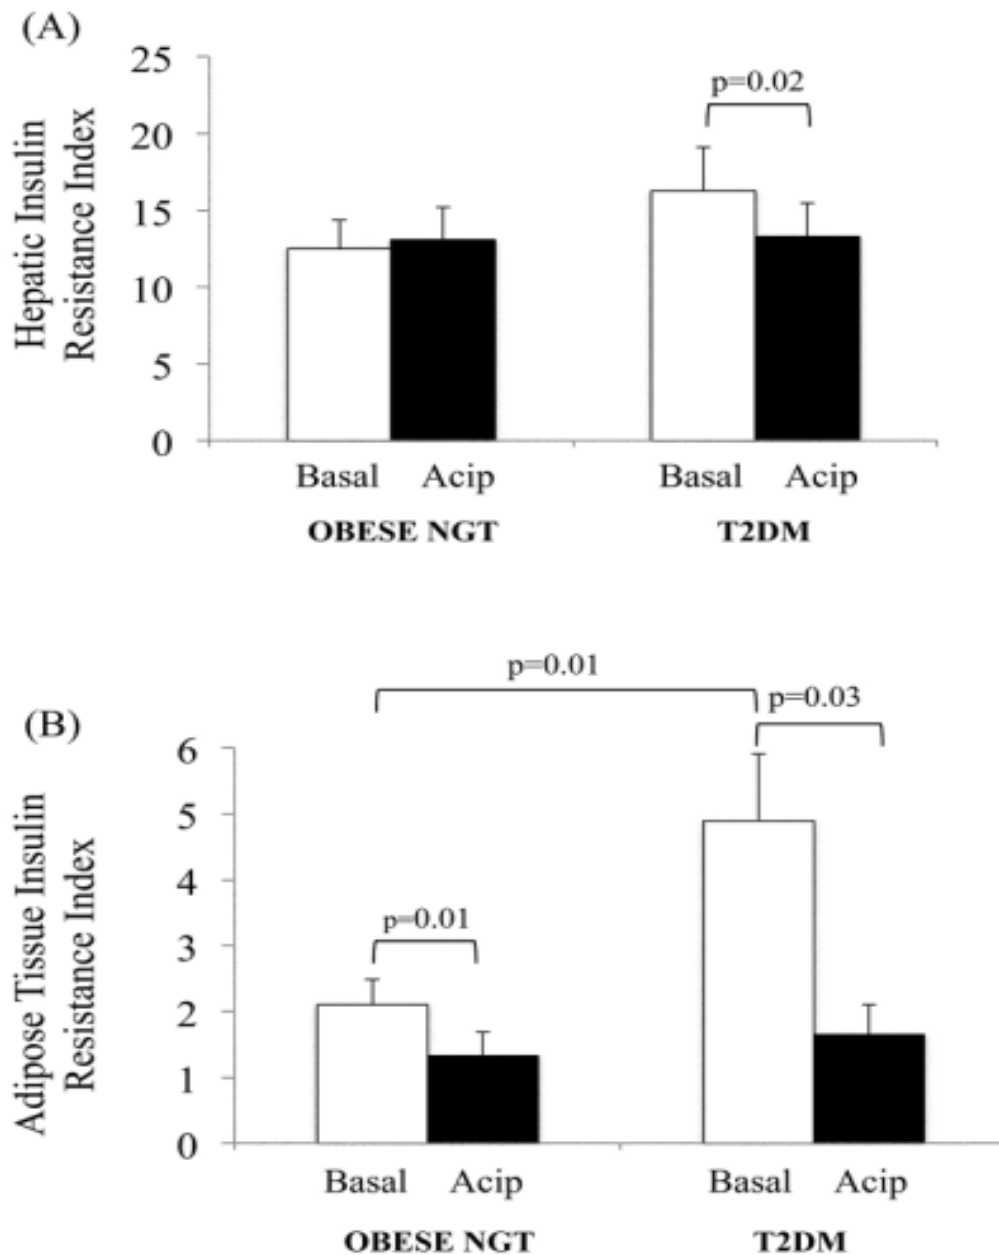 (A)
Hepatic Insulin
Resistance Index
25
20
15
10
5
0
p=0.02
Basal Acip Basal Acip
OBESE NGT T2DM
(B)
Adipose Tissue Insulin
Resistance Index
6
5
4
3
2
1
0
p=0.01
p=0.03
p=0.01
Basal Acip Basal Acip
OBESE NGT T2DM